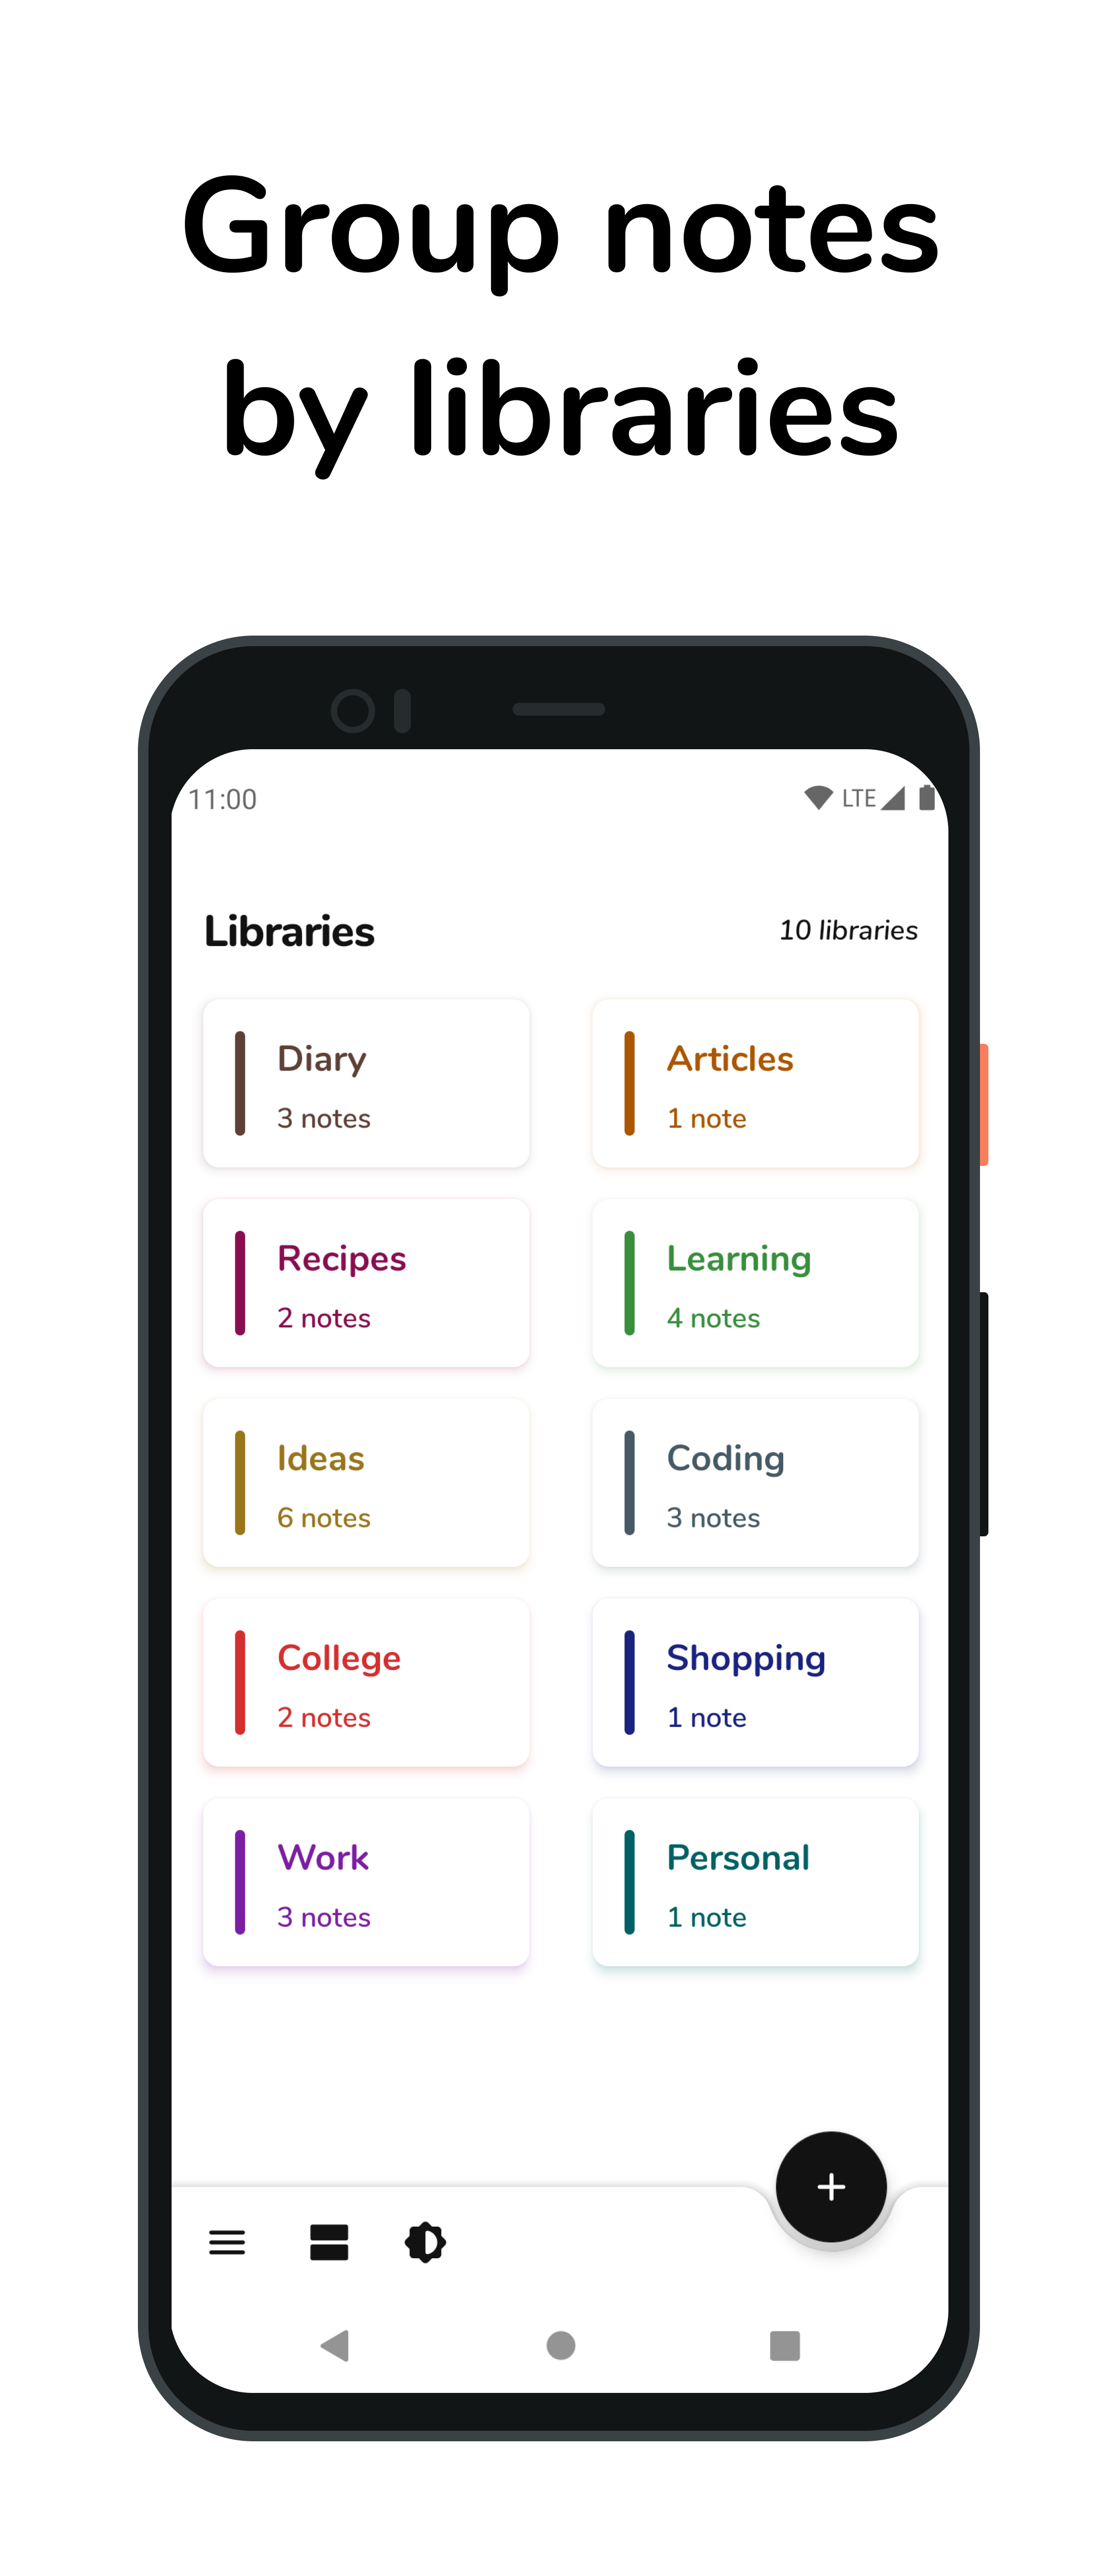 Group notes
by libraries
11:00
LTE
Libraries
10 libraries
Diary
3 notes
Articles
1 note
Recipes
2 notes
Learning
4 notes
Ideas
6 notes
Coding
3 notes
College
2 notes
Shopping
1 note
Work
3 notes
Personal
1 note